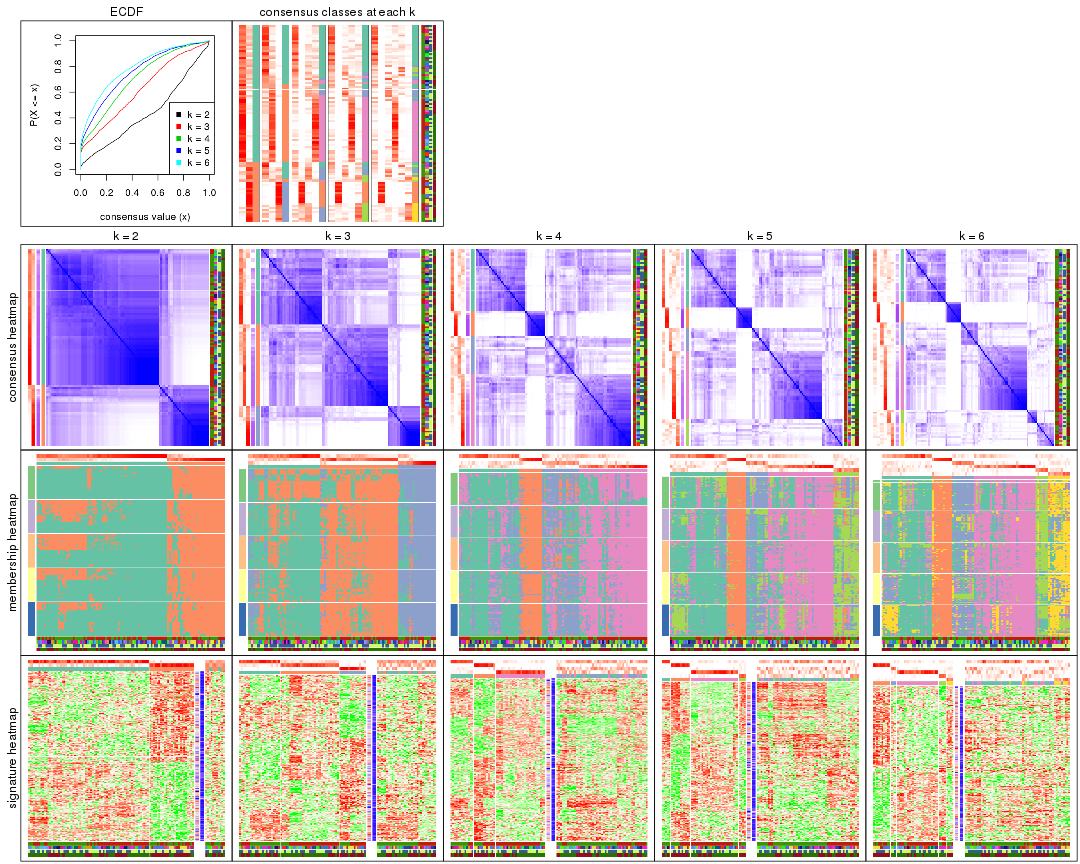 ECDF
consensus classes at each k
P(X <= x)
0.0 0.2 0.4 0.6 0.8 1.0
k = 2
k = 3
k = 4
k = 5
k = 6
0.0 0.2 0.4 0.6 0.8 1.0
consensus value (x)
k = 2 k = 3 k = 4 k = 5 k = 6
consensus heatmap
membership heatmap
signature heatmap